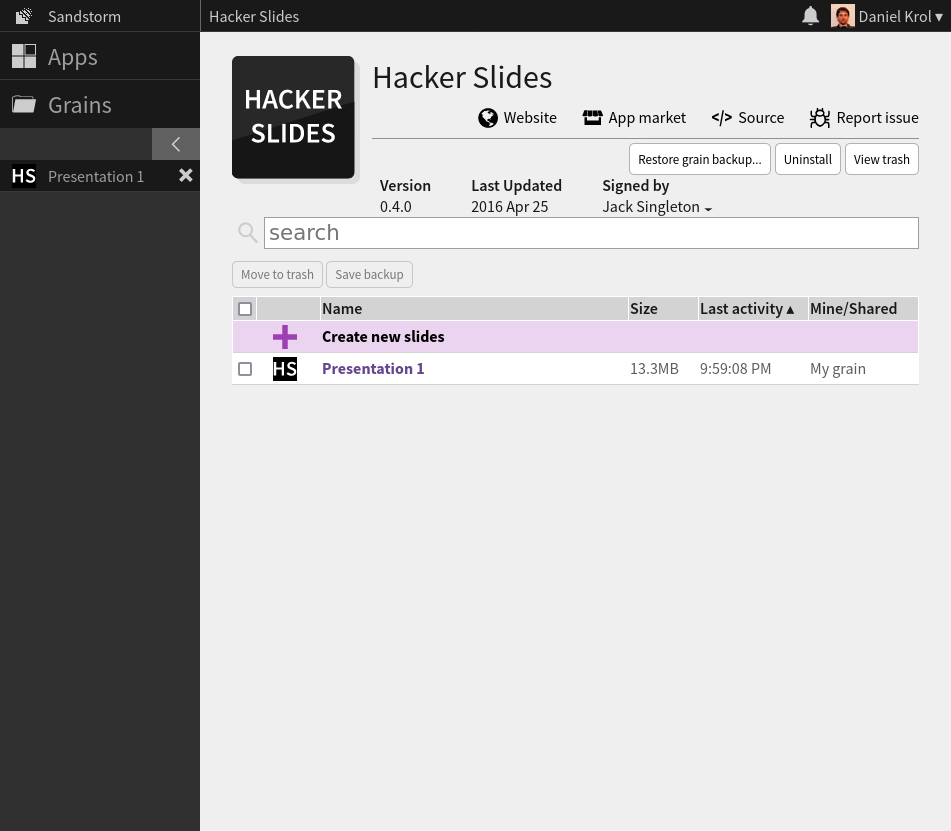 Sandstorm
Hacker Slides
Daniel Krol ▾
Apps
Grains
HS Presentation 1
HACKER
SLIDES
Hacker Slides
Website App market </> Source Report issue
Restore grain backup... Uninstall View trash
Version Last Updated Signed by
0.4.0 2016 Apr 25 Jack Singleton
search
Move to trash Save backup
Name Size Last activity ▴ Mine/Shared
Create new slides
HS Presentation 1 13.3MB 9:59:08 PM My grain